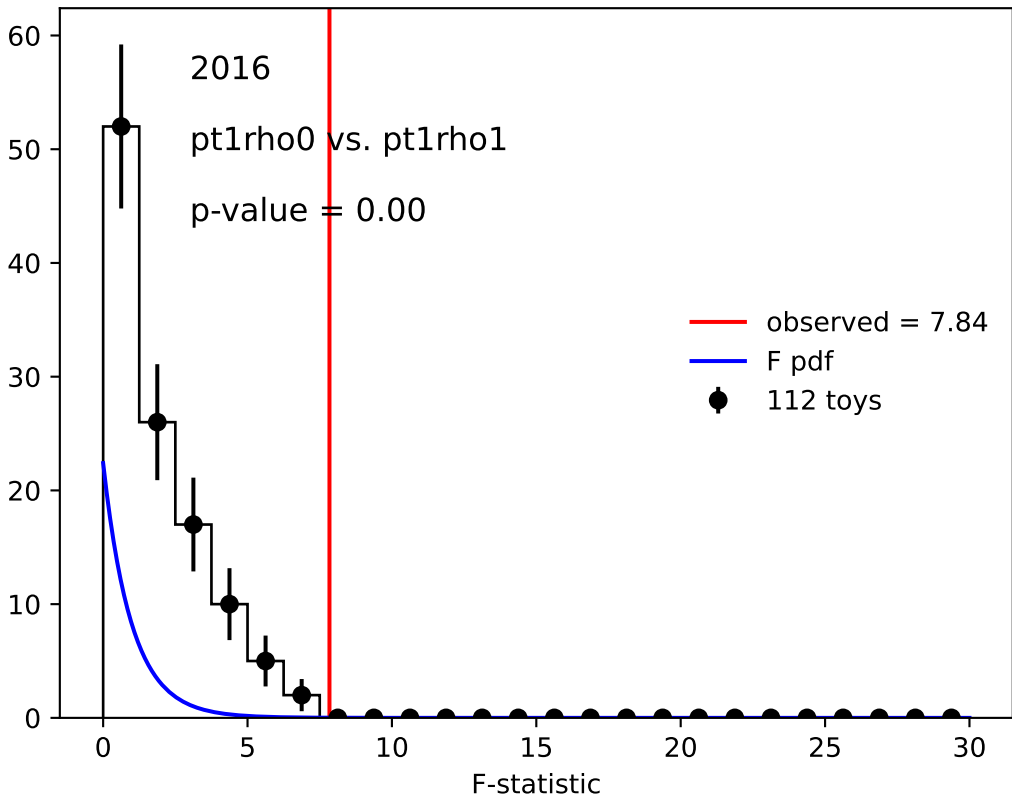 2016
pt1rho0 vs. pt1rho1
p-value = 0.00
observed = 7.84
F pdf
112 toys
60
50
40
30
20
10
0
0 5 10 15 20 25 30
F-statistic